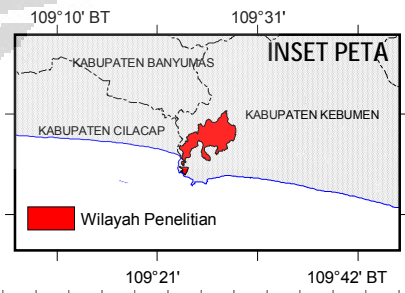 109°10' BT 109°31'
INSET PETA
KABUPATEN BANYUMAS
KABUPATEN KEBUMEN
KABUPATEN CILACAP
Wilayah Penelitian
109°21' 109°42' BT